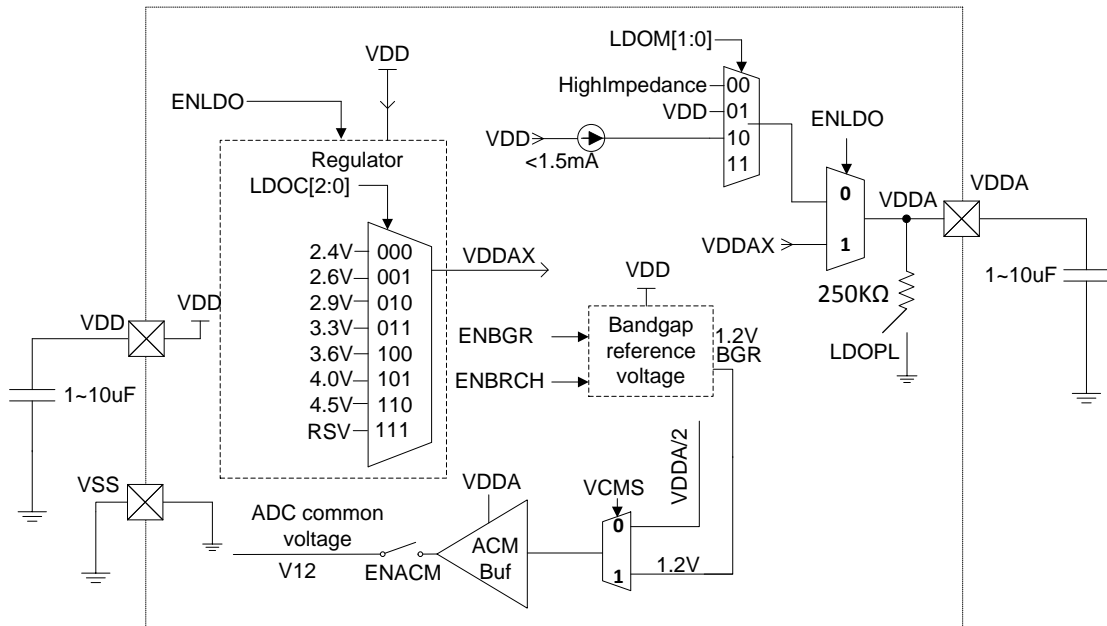 LDOM[1:0]
VDD
HighImpedance 00
VDD 01
10
11
ENLDO
ENLDO
VDD
<1.5mA
Regulator
LDOC[2:0]
0
1
VDDA
VDDA
VDDAX
2.4V 000
2.6V 001
2.9V 010
3.3V 011
3.6V 100
4.0V 101
4.5V 110
RSV 111
VDDAX
VDD
250KΩ
1~10uF
LDOPL
VDD
VDD
1~10uF
ENBGR
ENBRCH
Bandgap
reference
voltage
1.2V
BGR
VDDA/2
VSS
ADC common
voltage
V12
ENACM
VDDA
ACM
Buf
VCMS
0
1
1.2V